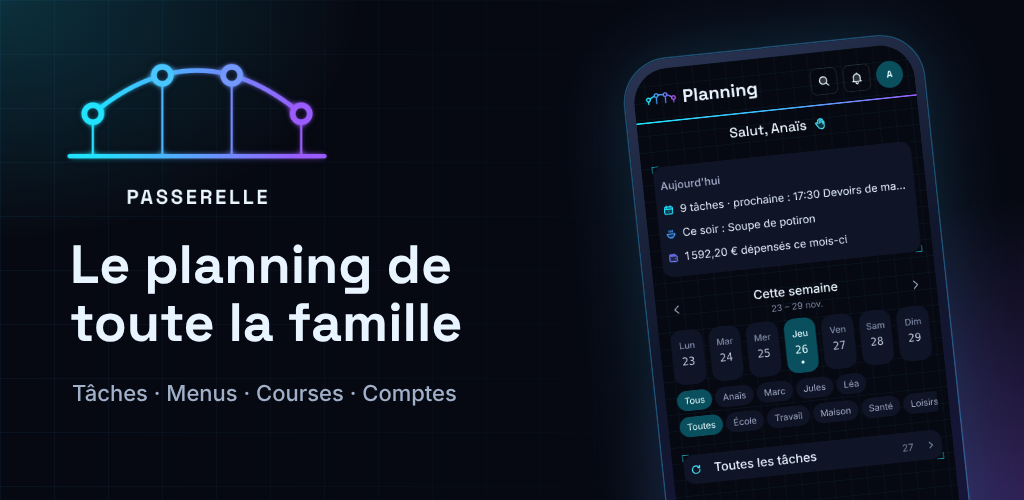 PASSERELLE
Le planning de
toute la famille
Tâches · Menus · Courses · Comptes
Planning
A
Salut, Anaïs
Aujourd'hui
9 tâches · prochaine : 17:30 Devoirs de ma...
Ce soir : Soupe de potiron
1 592,20 € dépensés ce mois-ci
Cette semaine
23 – 29 nov.
Lun Mar Mer Jeu Ven Sam Dim
23 24 25 26 27 28 29
Tous Anaïs Marc Jules Léa
Toutes École Travail Maison Santé Loisirs
Toutes les tâches 27